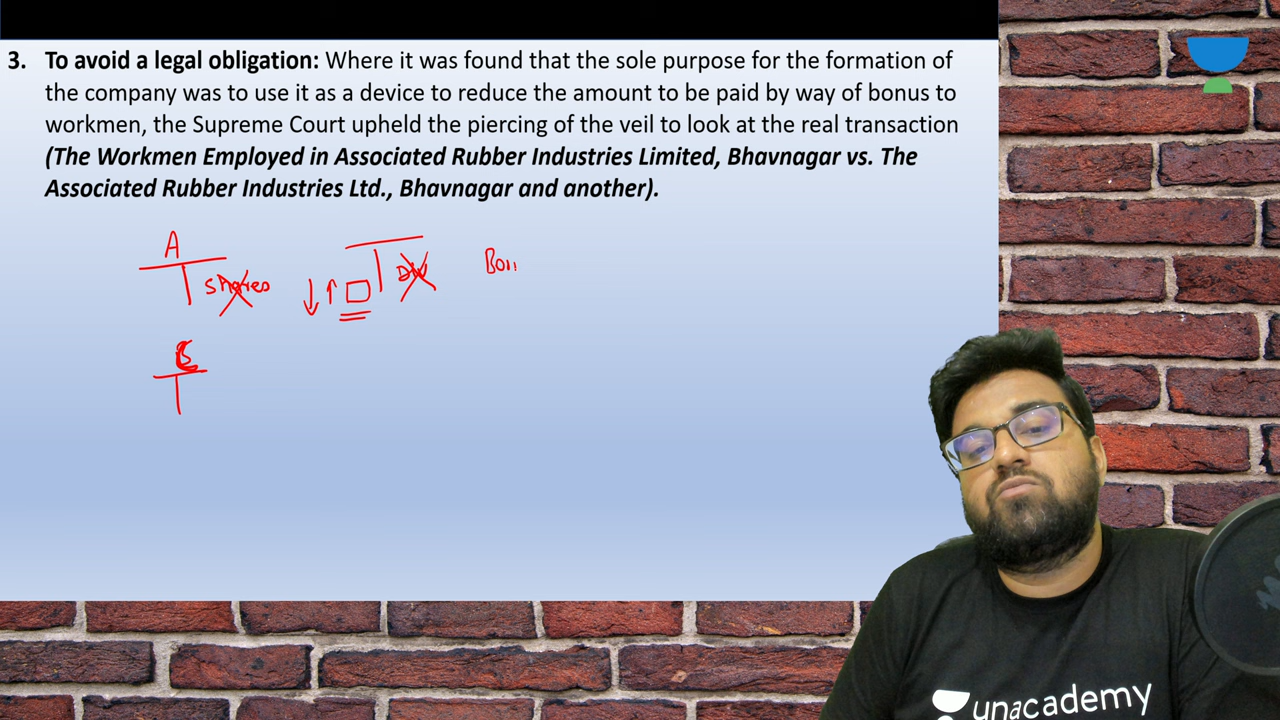 3. To avoid a legal obligation: Where it was found that the sole purpose for the formation of
the company was to use it as a device to reduce the amount to be paid by way of bonus to
workmen, the Supreme Court upheld the piercing of the veil to look at the real transaction
(The Workmen Employed in Associated Rubber Industries Limited, Bhavnagar vs. The
Associated Rubber Industries Ltd., Bhavnagar and another).
A
Shares
Div
Bon
unacademy